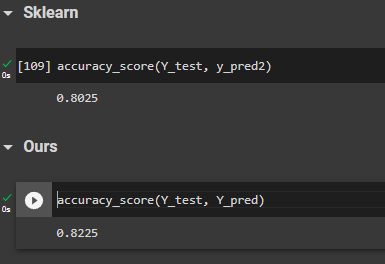 Sklearn
[109] accuracy_score(Y_test, y_pred2)
0s
0.8025
Ours
accuracy_score(Y_test, Y_pred)
0s
0.8225